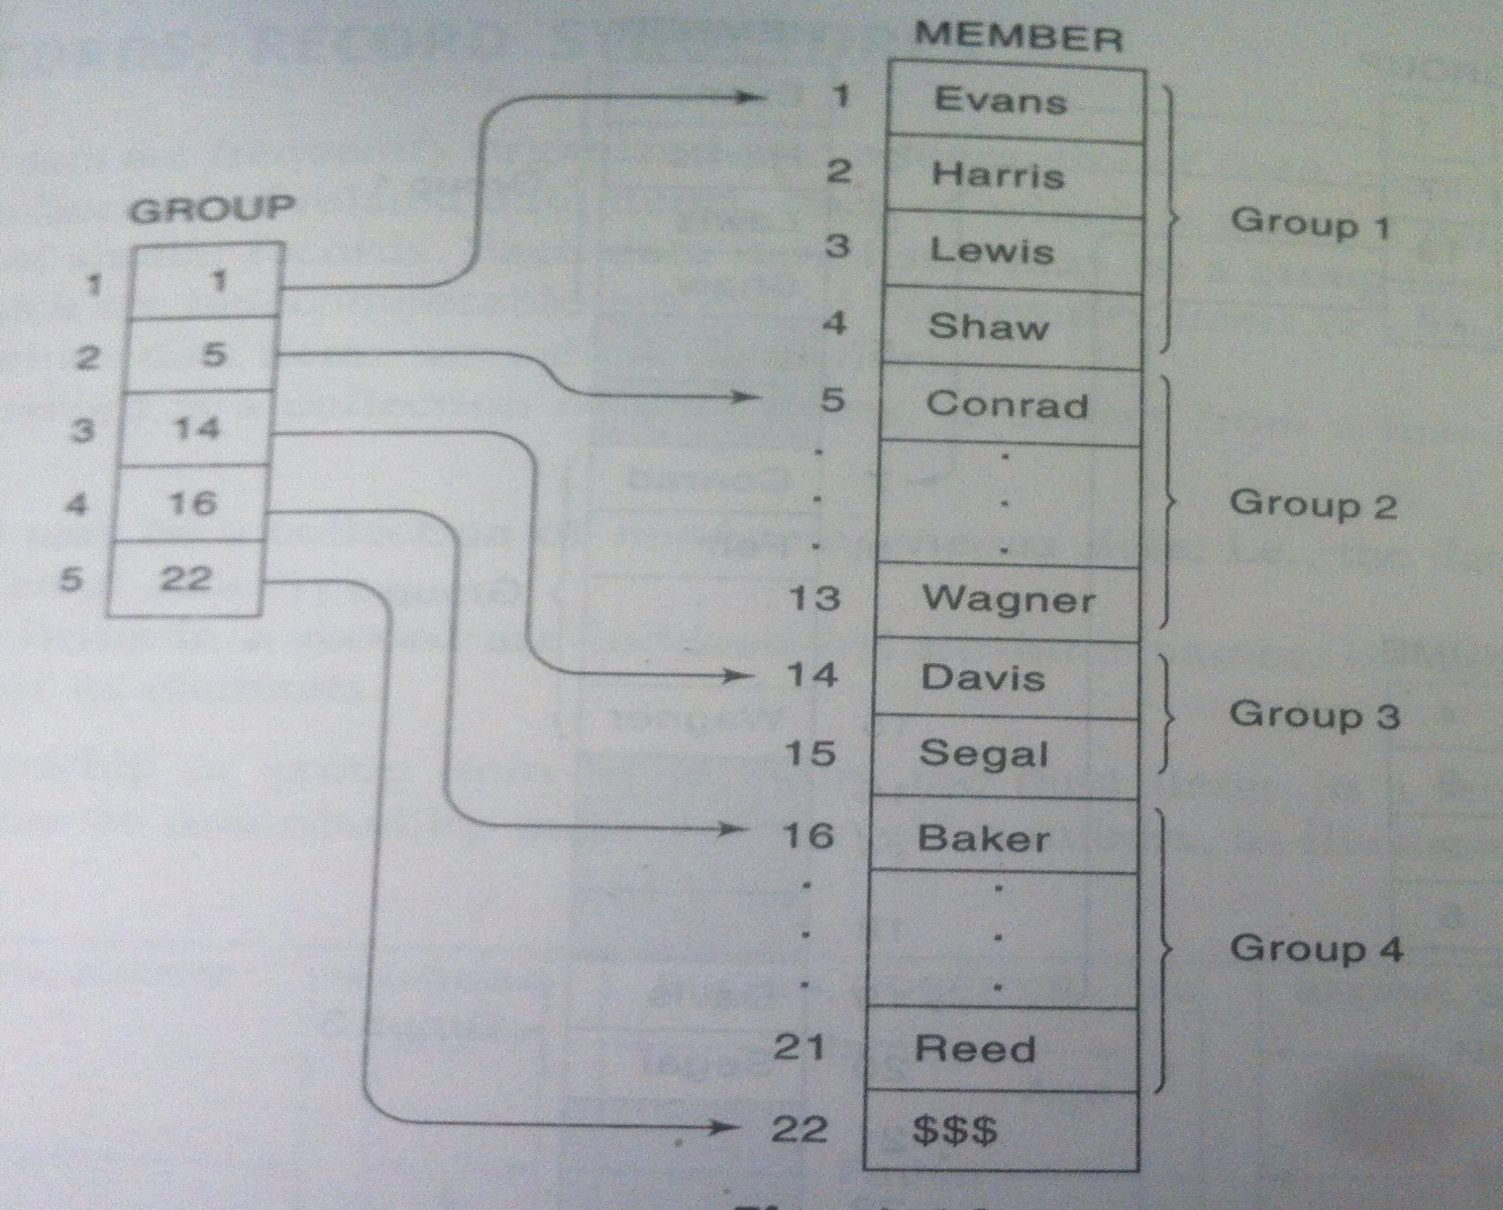 MEMBER
1 Evans
2 Harris
3 Lewis
4 Shaw
Group 1
GROUP
1 1
2 5
3 14
4 16
5 22
5 Conrad
.
.
.
13 Wagner
Group 2
14 Davis
15 Segal
Group 3
16 Baker
.
.
.
21 Reed
Group 4
22 $$$